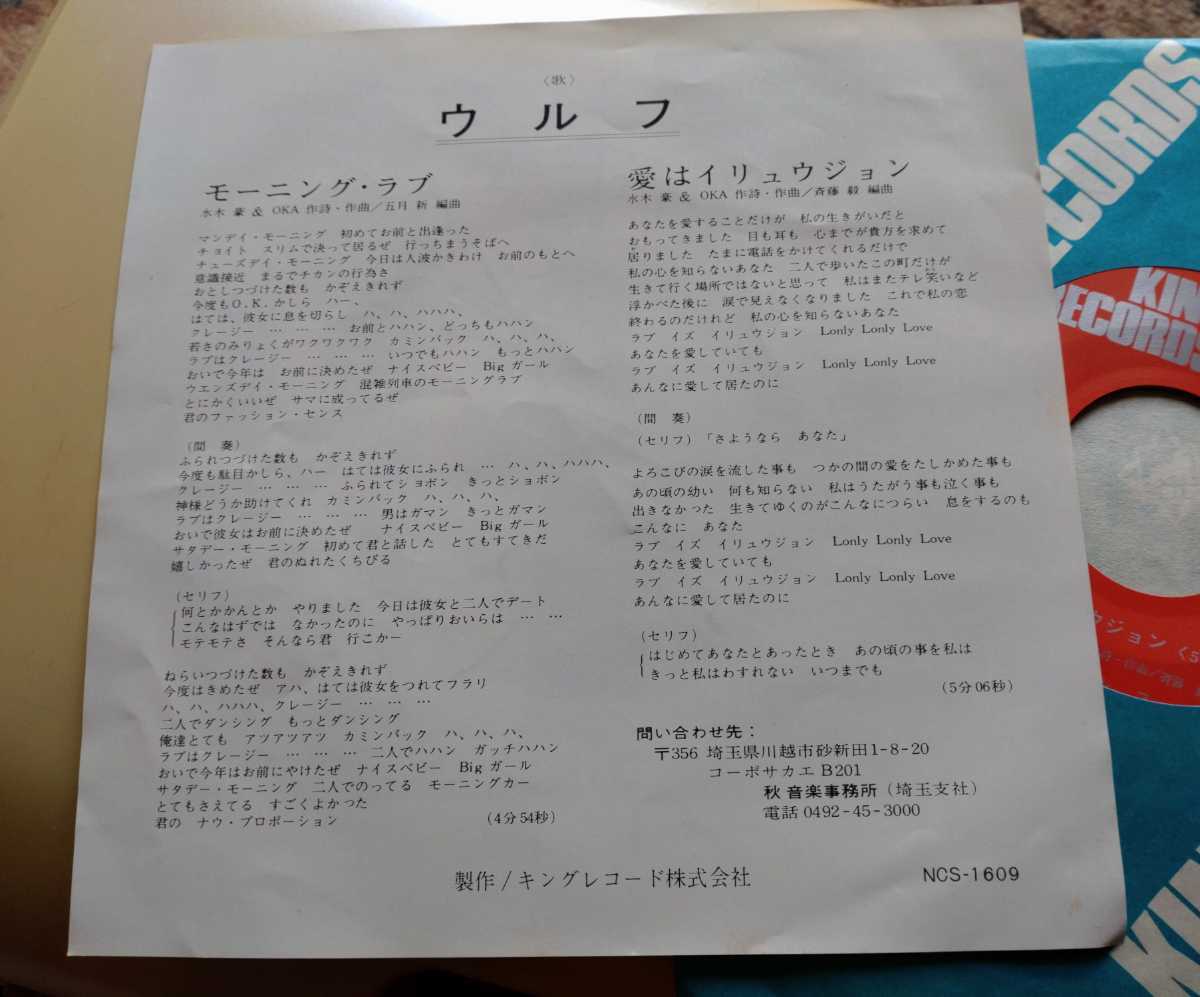 〈歌〉
ウルフ
モーニング・ラブ
水木 豪 & OKA 作詩・作曲/五月 新 編曲
マンデイ・モーニング 初めてお前と出逢った
チョイト スリムで決って居るぜ 行っちまうそばへ
チューズデイ・モーニング 今日は人波かきわけ お前のもとへ
意識接近 まるでチカンの行為さ
おとしつづけた数も かぞえきれず
今度もO.K.かしら ハー、
はては、彼女に息を切らし ハ、ハ、ハハハ、
クレージー … … … お前とハハン、どっちもハハン
若さのみりょくがワクワクワク カミンバック ハ、ハ、ハ、
ラブはクレージー … … … いつでもハハン もっとハハン
おいで今年は お前に決めたぜ ナイスベビー Big ガール
ウエンズデイ・モーニング 混雑列車のモーニングラブ
とにかくいいぜ サマに成ってるぜ
君のファッション・センス
(間 奏)
ふられつづけた数も かぞえきれず
今度も駄目かしら、ハー はては彼女にふられ … ハ、ハ、ハハハ、
クレージー … … … ふられてショボン きっとショボン
神様どうか助けてくれ カミンバック ハ、ハ、ハ、
ラブはクレージー … … … 男はガマン きっとガマン
おいで彼女はお前に決めたぜ ナイスベビー Big ガール
サタデー・モーニング 初めて君と話した とてもすてきだ
嬉しかったぜ 君のぬれたくちびる
(セリフ)
何とかかんとか やりました 今日は彼女と二人でデート
こんなはずでは なかったのに やっぱりおいらは … …
モテモテさ そんなら君 行こかー
ねらいつづけた数も かぞえきれず
今度はきめたぜ アハ、はては彼女をつれてフラリ
ハ、ハ、ハハハ、クレージー … … …
二人でダンシング もっとダンシング
俺達とても アツアツアツ カミンバック ハ、ハ、ハ、
ラブはクレージー … … … 二人でハハン ガッチハハン
おいで今年はお前にやけたぜ ナイスベビー Big ガール
サタデー・モーニング 二人でのってる モーニングカー
とてもさえてる すごくよかった
君の ナウ・プロポーション (4分54秒)
愛はイリュウジョン
水木 豪 & OKA 作詩・作曲/斉藤 毅 編曲
あなたを愛することだけが 私の生きがいだと
おもってきました 目も耳も 心までが貴方を求めて
居りました たまに電話をかけてくれるだけで
私の心を知らないあなた 二人で歩いたこの町だけが
生きて行く場所ではないと思って 私はまたテレ笑いなど
浮かべた後に 涙で見えなくなりました これで私の恋
終わるのだけれど 私の心を知らないあなた
ラブ イズ イリュウジョン Lonly Lonly Love
あなたを愛していても
ラブ イズ イリュウジョン Lonly Lonly Love
あんなに愛して居たのに
(間 奏)
(セリフ)「さようなら あなた」
よろこびの涙を流した事も つかの間の愛をたしかめた事も
あの頃の幼い 何も知らない 私はうたがう事も泣く事も
出きなかった 生きてゆくのがこんなにつらい 息をするのも
こんなに あなた
ラブ イズ イリュウジョン Lonly Lonly Love
あなたを愛していても
ラブ イズ イリュウジョン Lonly Lonly Love
あんなに愛して居たのに
(セリフ)
はじめてあなたとあったとき あの頃の事を私は
きっと私はわすれない いつまでも
(5分06秒)
問い合わせ先：
〒356 埼玉県川越市砂新田1-8-20
コーポサカエB201
秋 音楽事務所(埼玉支社)
電話 0492-45-3000
製作/キングレコード株式会社
NCS-1609
ECORDS
KIN
RECORDS
ウジョン